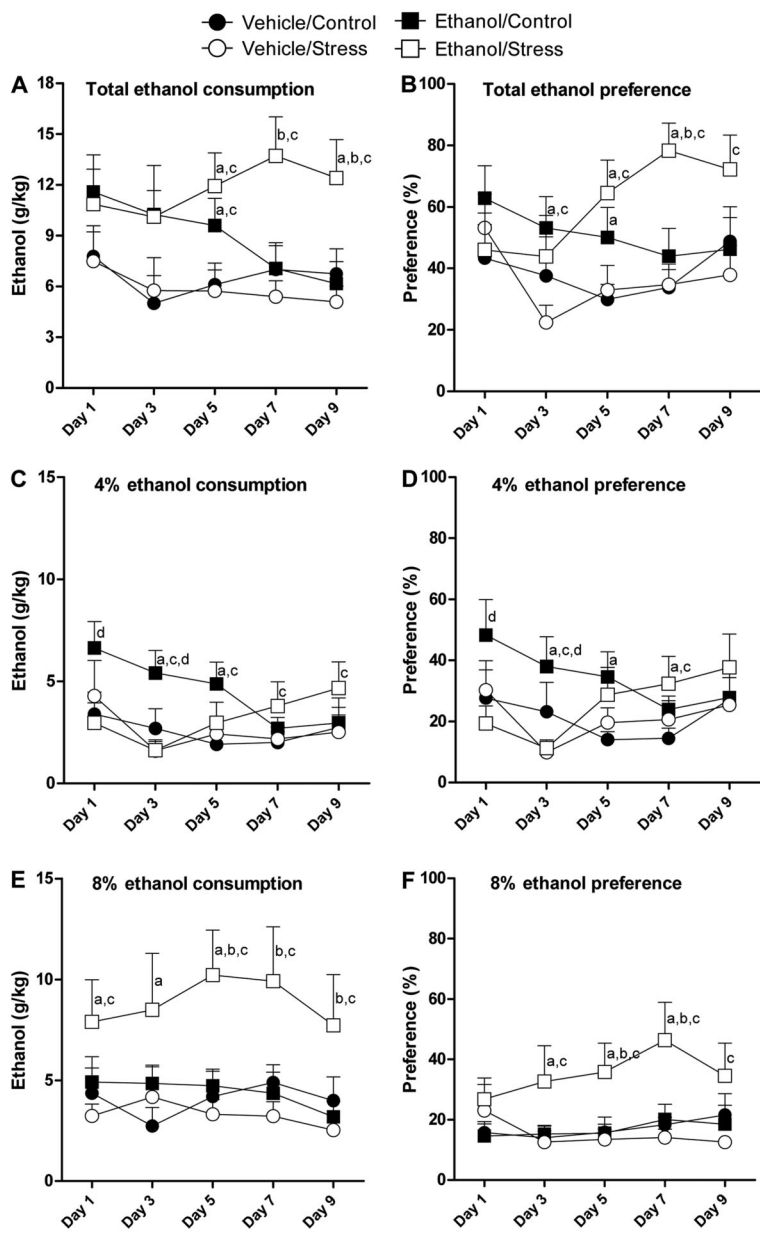 Vehicle/Control Ethanol/Control
Vehicle/Stress Ethanol/Stress
A Total ethanol consumption
Ethanol (g/kg)
18
15
12
9
6
3
0
b,c
a,b,c
a,c
a,c
Day 1 Day 3 Day 5 Day 7 Day 9
B Total ethanol preference
Preference (%)
100
80
60
40
20
0
a,b,c
c
a,c
a,c
a
Day 1 Day 3 Day 5 Day 7 Day 9
C 4% ethanol consumption
Ethanol (g/kg)
15
10
5
0
d
a,c,d
a,c
c
c
Day 1 Day 3 Day 5 Day 7 Day 9
D 4% ethanol preference
Preference (%)
100
80
60
40
20
0
d
a,c,d
a
a,c
Day 1 Day 3 Day 5 Day 7 Day 9
E 8% ethanol consumption
Ethanol (g/kg)
15
10
5
0
a,c
a
a,b,c
b,c
b,c
Day 1 Day 3 Day 5 Day 7 Day 9
F 8% ethanol preference
Preference (%)
100
80
60
40
20
0
a,c
a,b,c
a,b,c
c
Day 1 Day 3 Day 5 Day 7 Day 9